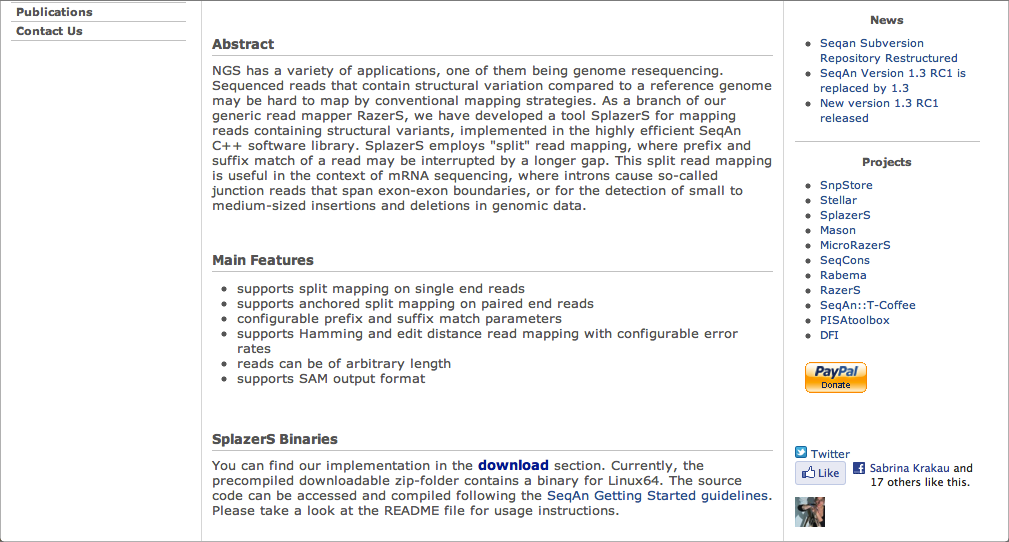 Publications
Contact Us
Abstract
NGS has a variety of applications, one of them being genome resequencing.
Sequenced reads that contain structural variation compared to a reference genome
may be hard to map by conventional mapping strategies. As a branch of our
generic read mapper RazerS, we have developed a tool SplazerS for mapping
reads containing structural variants, implemented in the highly efficient SeqAn
C++ software library. SplazerS employs "split" read mapping, where prefix and
suffix match of a read may be interrupted by a longer gap. This split read mapping
is useful in the context of mRNA sequencing, where introns cause so-called
junction reads that span exon-exon boundaries, or for the detection of small to
medium-sized insertions and deletions in genomic data.
Main Features
supports split mapping on single end reads
supports anchored split mapping on paired end reads
configurable prefix and suffix match parameters
supports Hamming and edit distance read mapping with configurable error
rates
reads can be of arbitrary length
supports SAM output format
SplazerS Binaries
You can find our implementation in the download section. Currently, the
precompiled downloadable zip-folder contains a binary for Linux64. The source
code can be accessed and compiled following the SeqAn Getting Started guidelines.
Please take a look at the README file for usage instructions.
News
Seqan Subversion
Repository Restructured
SeqAn Version 1.3 RC1 is
replaced by 1.3
New version 1.3 RC1
released
Projects
SnpStore
Stellar
SplazerS
Mason
MicroRazerS
SeqCons
Rabema
RazerS
SeqAn::T-Coffee
PISAtoolbox
DFI
PayPal
Donate
Twitter
Like
Sabrina Krakau and
17 others like this.